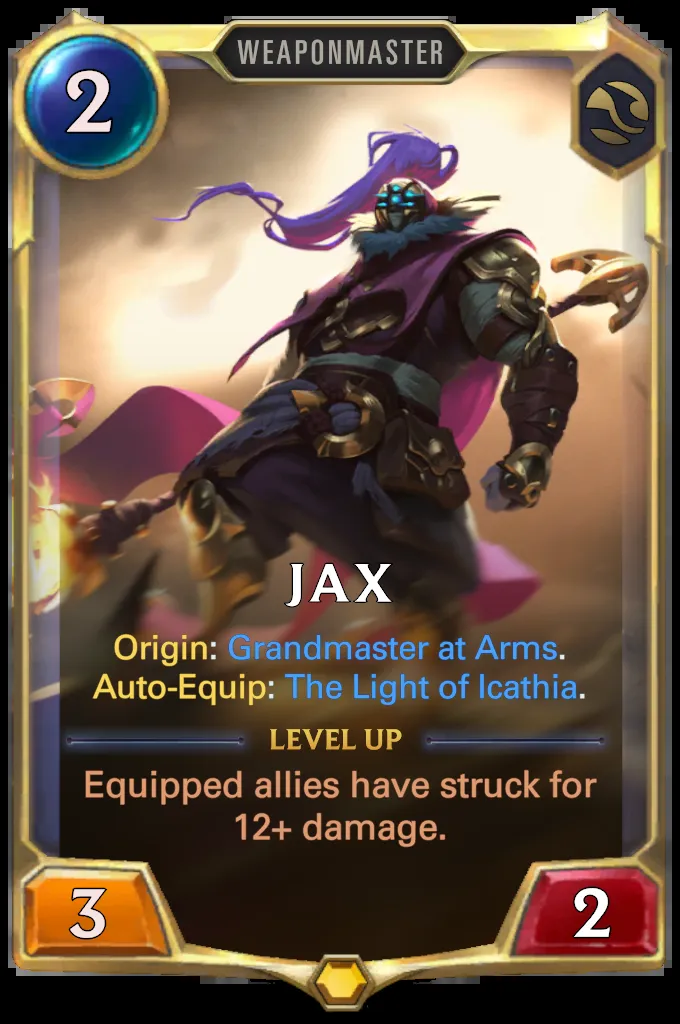 WEAPONMASTER
2
JAX
Origin: Grandmaster at Arms.
Auto-Equip: The Light of Icathia.
LEVEL UP
Equipped allies have struck for
12+ damage.
3
2